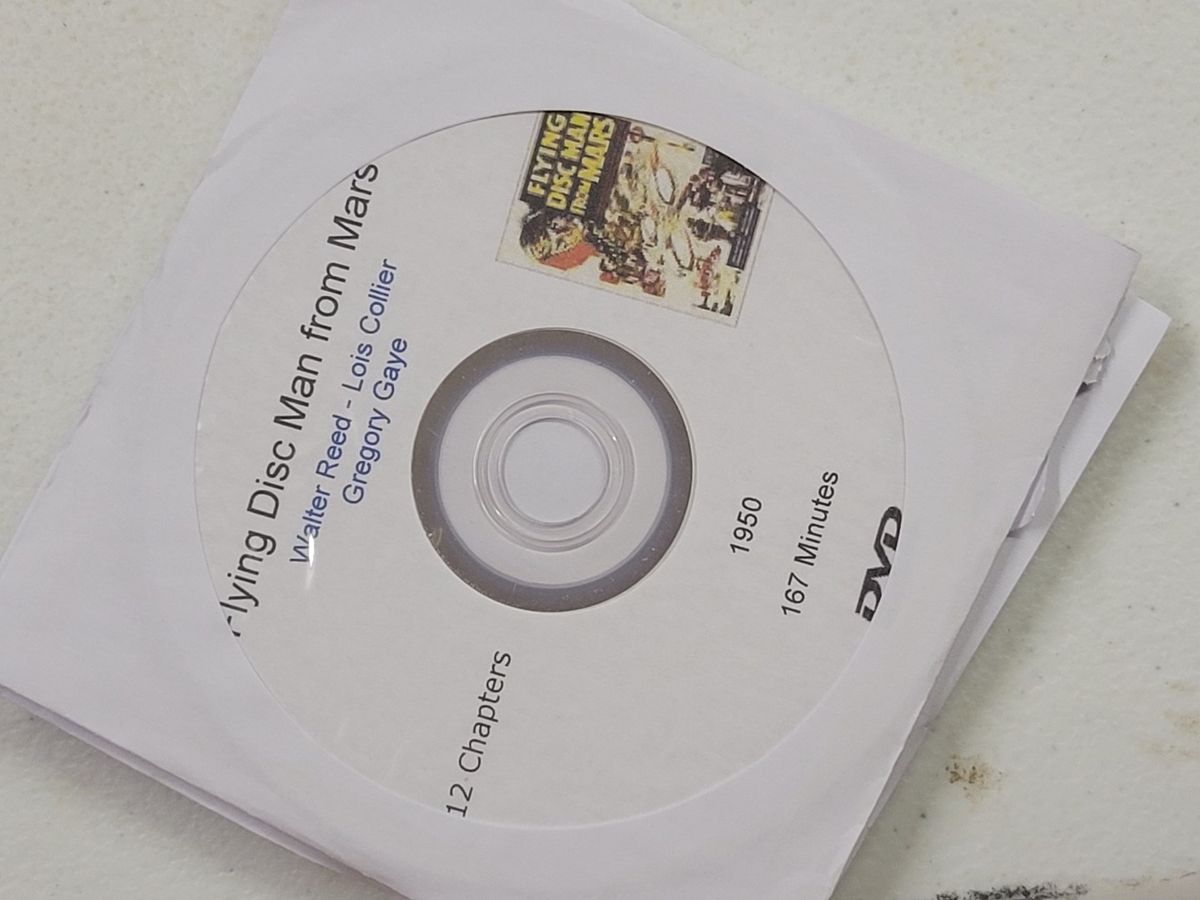 Flying Disc Man from Mars
Walter Reed - Lois Collier
Gregory Gaye
FLYING
DISC MAN
FROM MARS
12 Chapters
1950
167 Minutes
DVD